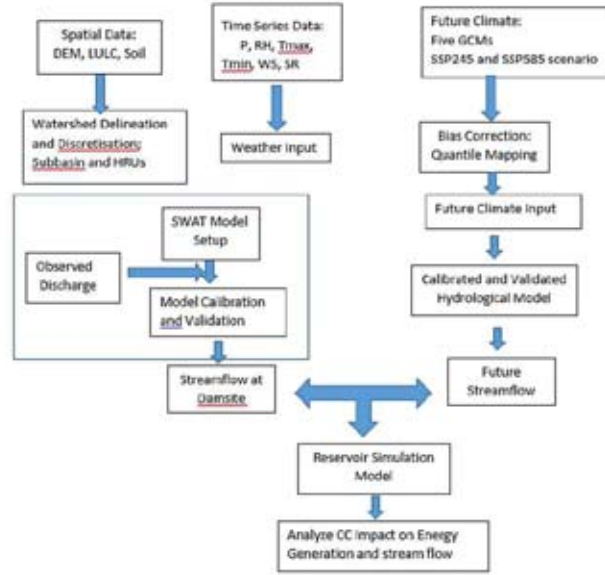 Spatial Data:
DEM, LULC, Soil
Watershed Delineation
and Discretisation;
Subbasin and HRUs
Time Series Data:
P, RH, Tmax,
Tmin, WS, SR
Weather Input
Future Climate:
Five GCMs
SSP245 and SSP585 scenario
Bias Correction:
Quantile Mapping
Future Climate Input
Calibrated and Validated
Hydrological Model
Future
Streamflow
SWAT Model
Setup
Observed
Discharge
Model Calibration
and Validation
Streamflow at
Damsite
Reservoir Simulation
Model
Analyze CC Impact on Energy
Generation and stream flow